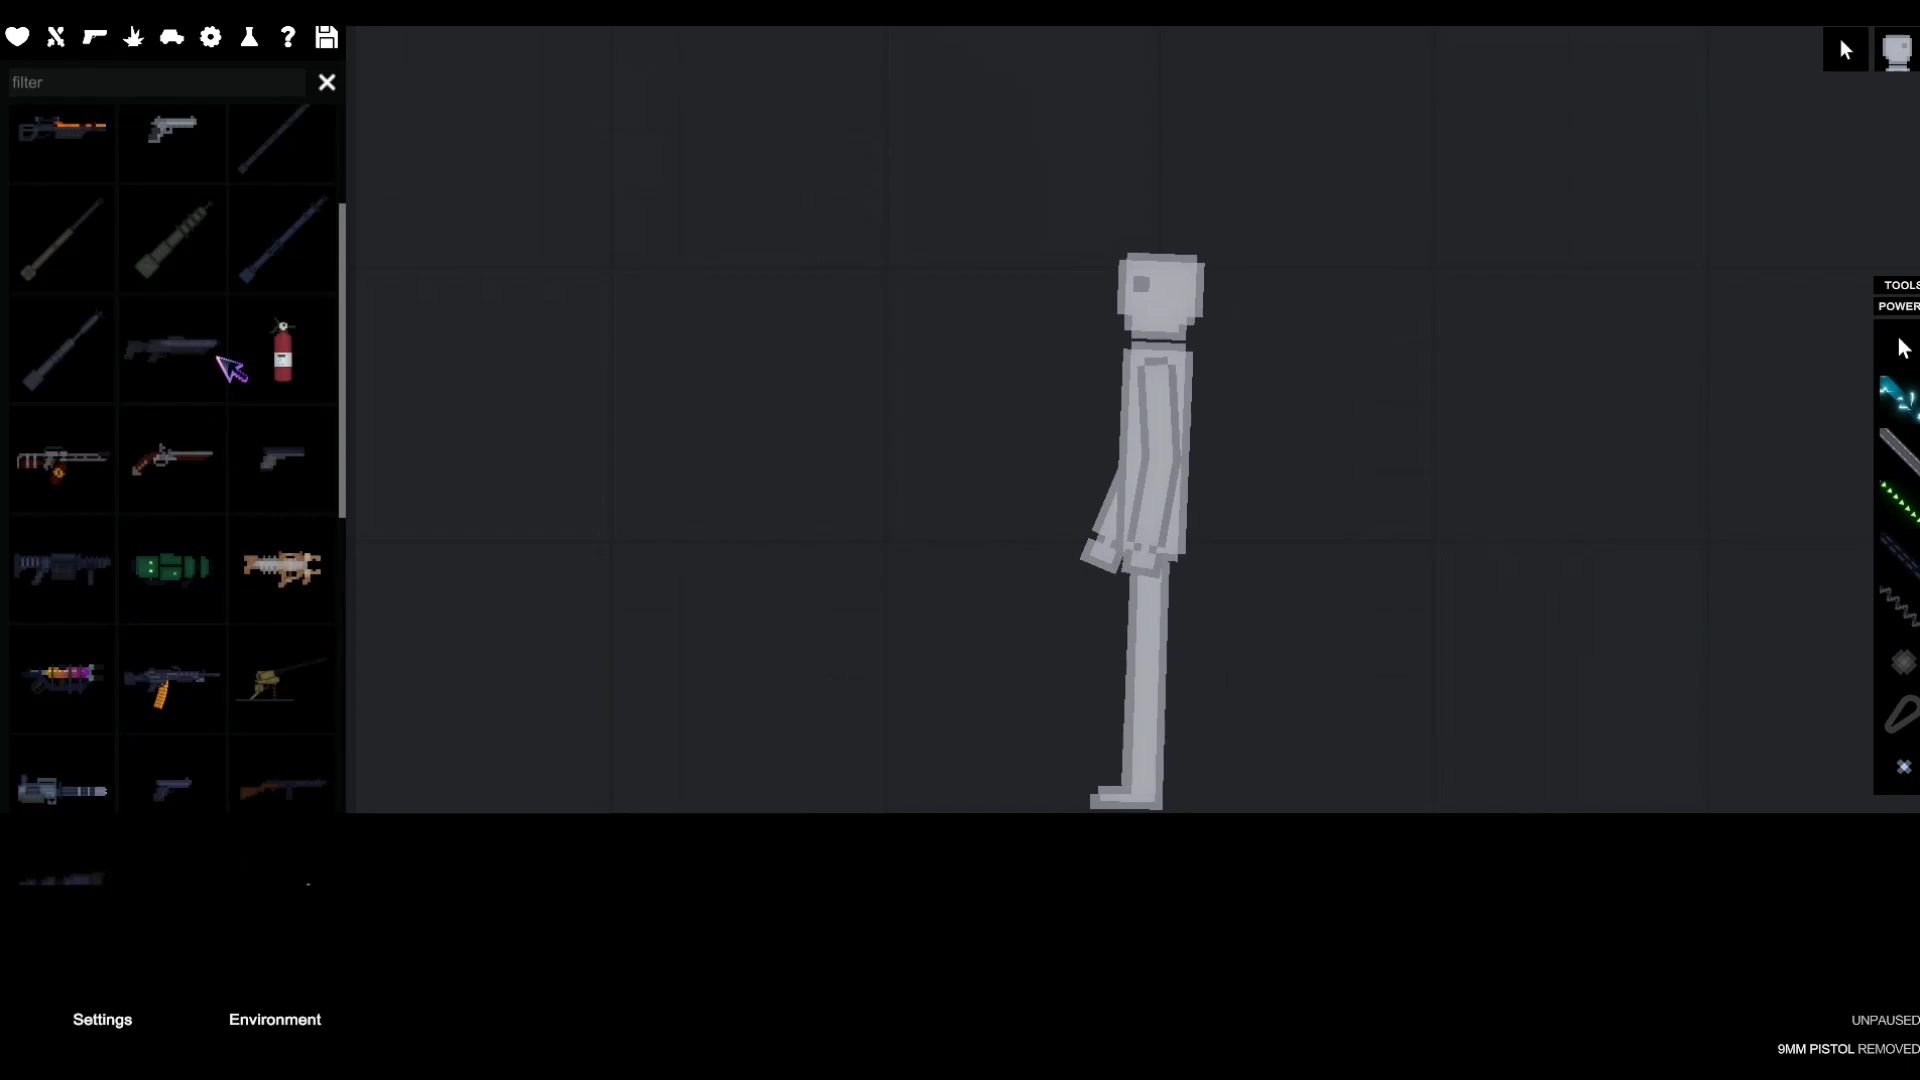 filter
TOOLS
POWER
Settings
Environment
UNPAUSED
9MM PISTOL REMOVED